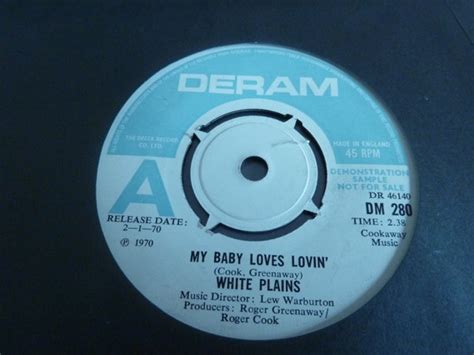 DERAM
THE DECCA RECORD
CO. LTD.
MADE IN ENGLAND
45 RPM
DEMONSTRATION
SAMPLE
NOT FOR SALE
DR 46140
A
DM 280
RELEASE DATE:
2-1-70
TIME: 2.38
Cookaway
Music
℗ 1970
MY BABY LOVES LOVIN'
(Cook, Greenaway)
WHITE PLAINS
Music Director: Lew Warburton
Producers: Roger Greenaway/
Roger Cook